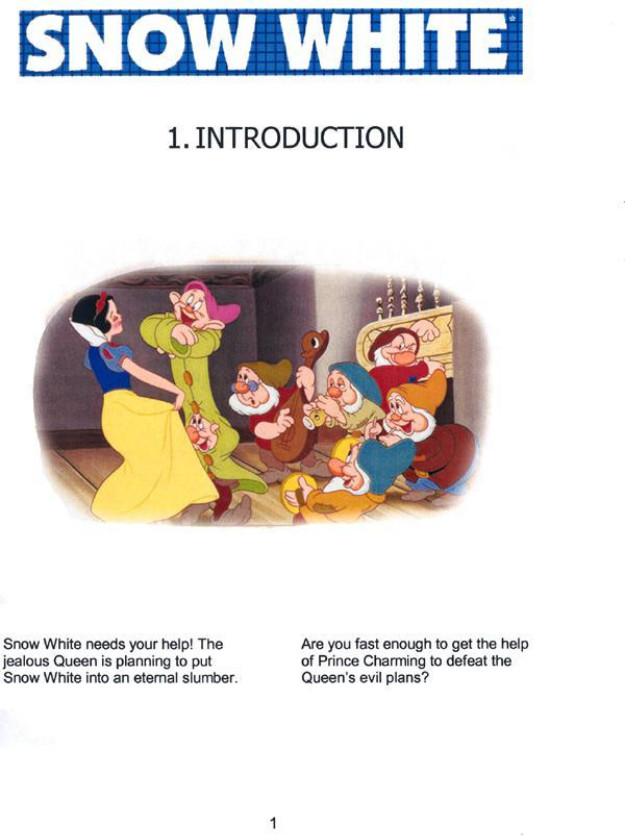 SNOW WHITE
1. INTRODUCTION
Snow White needs your help! The
jealous Queen is planning to put
Snow White into an eternal slumber.
Are you fast enough to get the help
of Prince Charming to defeat the
Queen's evil plans?
1